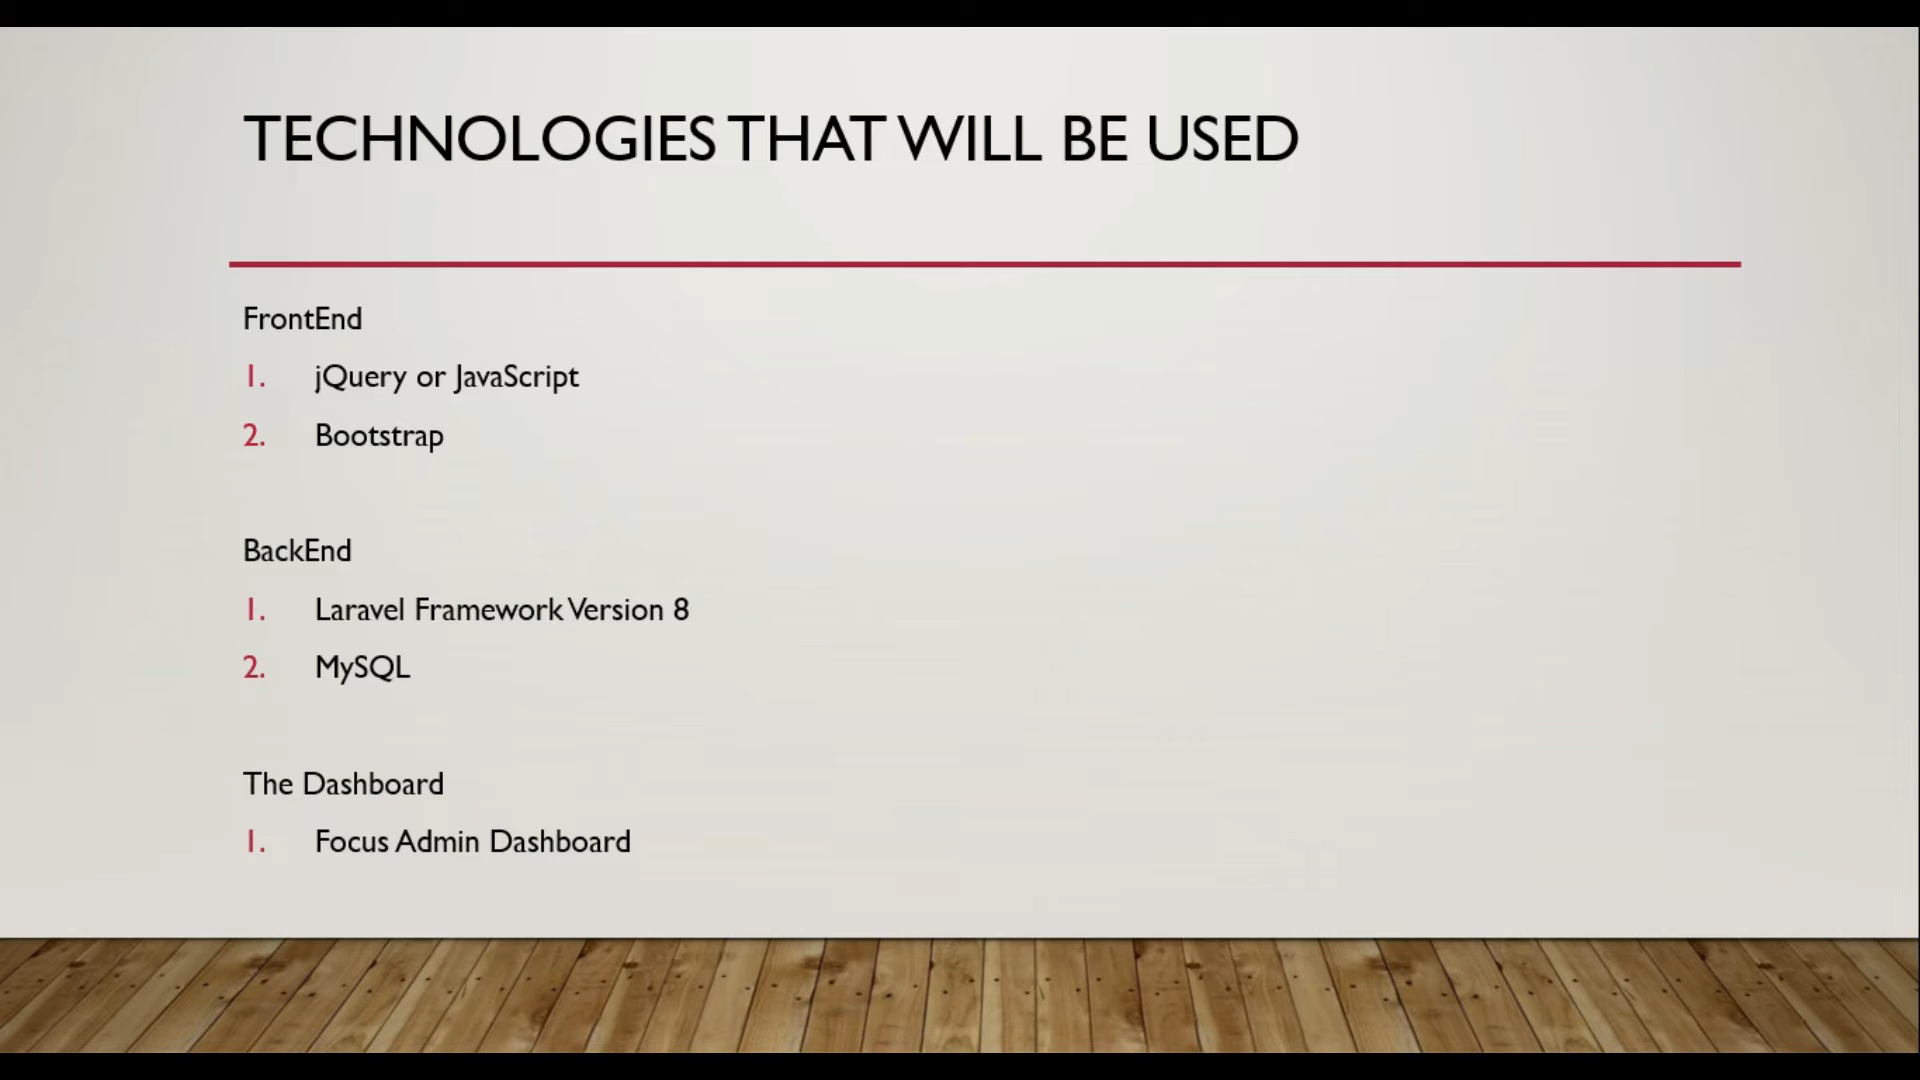 TECHNOLOGIES THAT WILL BE USED
FrontEnd
1. jQuery or JavaScript
2. Bootstrap
BackEnd
1. Laravel Framework Version 8
2. MySQL
The Dashboard
1. Focus Admin Dashboard